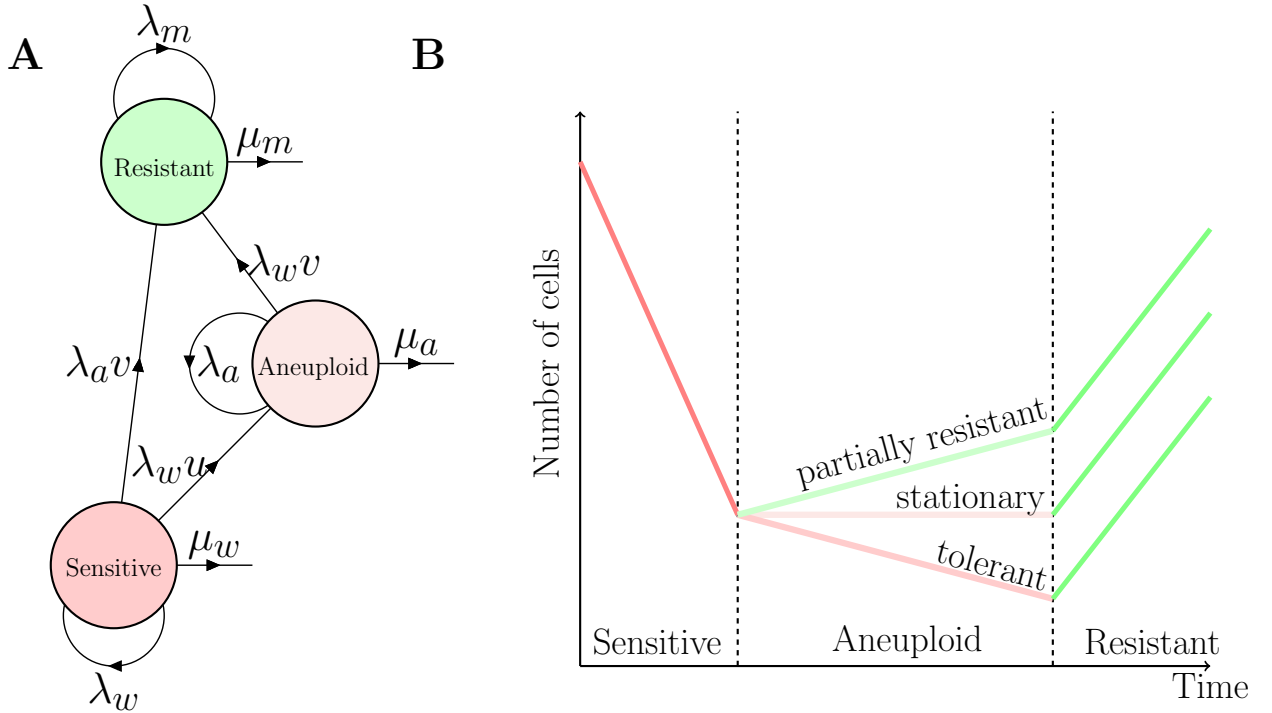 A
λm
Resistant
μm
λwv
λav
λa
Aneuploid
μa
λwu
Sensitive
μw
λw
B
Number of cells
partially resistant
stationary
tolerant
Sensitive
Aneuploid
Resistant
Time